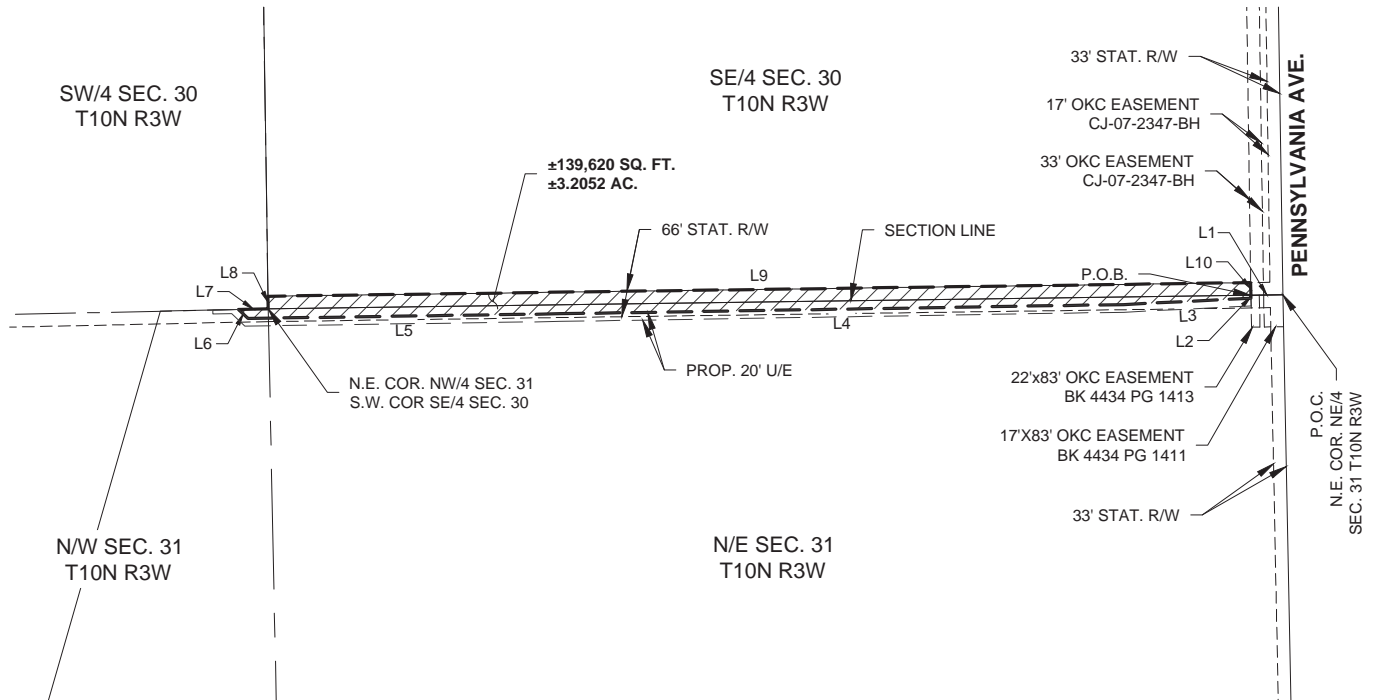 SW/4 SEC. 30
T10N R3W
SE/4 SEC. 30
T10N R3W
33' STAT. R/W
17' OKC EASEMENT
CJ-07-2347-BH
33' OKC EASEMENT
CJ-07-2347-BH
PENNSYLVANIA AVE.
±139,620 SQ. FT.
±3.2052 AC.
66' STAT. R/W
SECTION LINE
L1
L8
L9
P.O.B.
L10
L7
L6
L5
L4
L3
L2
N.E. COR. NW/4 SEC. 31
S.W. COR SE/4 SEC. 30
PROP. 20' U/E
22'x83' OKC EASEMENT
BK 4434 PG 1413
17'X83' OKC EASEMENT
BK 4434 PG 1411
P.O.C.
N.E. COR. NE/4
SEC. 31 T10N R3W
33' STAT. R/W
N/W SEC. 31
T10N R3W
N/E SEC. 31
T10N R3W